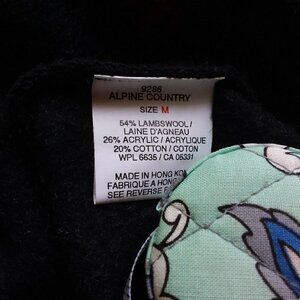 9286
ALPINE COUNTRY
SIZE M
54% LAMBSWOOL /
LAINE D'AGNEAU
26% ACRYLIC / ACRYLIQUE
20% COTTON / COTON
WPL 6635 / CA 05331
MADE IN HONG KON
FABRIQUE A HONG
SEE REVERSE F